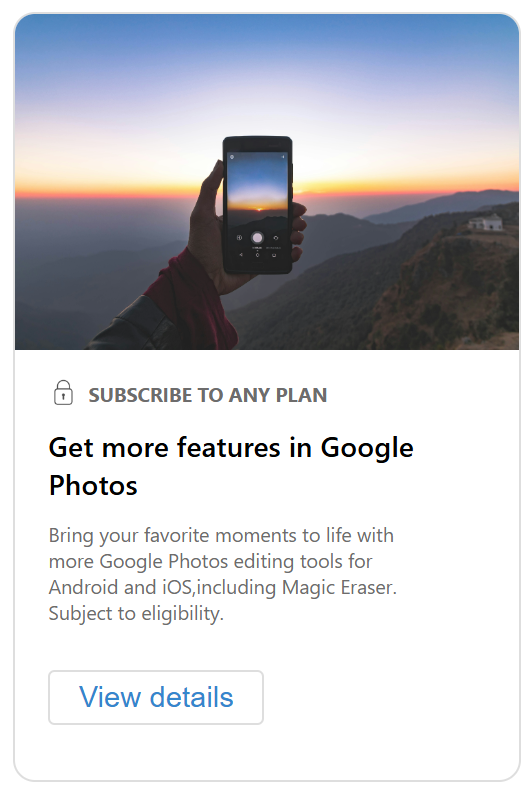 SUBSCRIBE TO ANY PLAN
Get more features in Google
Photos
Bring your favorite moments to life with
more Google Photos editing tools for
Android and iOS,including Magic Eraser.
Subject to eligibility.
View details